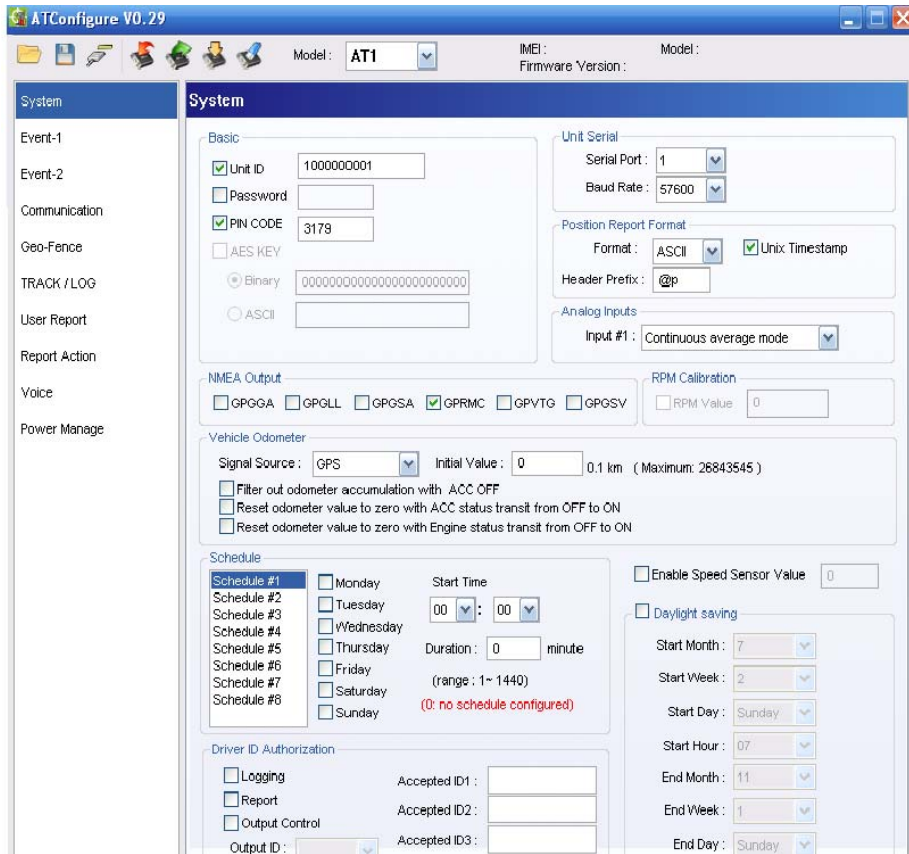 ATConfigure V0.29
Model : AT1
IMEI :
Model :
Firmware Version :
System
Event-1
Event-2
Communication
Geo-Fence
TRACK / LOG
User Report
Report Action
Voice
Power Manage
System
Basic
Unit ID 1000000001
Password
PIN CODE 3179
AES KEY
Binary 00000000000000000000000
ASCII
Unit Serial
Serial Port : 1
Baud Rate : 57600
Position Report Format
Format : ASCII Unix Timestamp
Header Prefix : @p
Analog Inputs
Input #1 : Continuous average mode
NMEA Output
GPGGA GPGLL GPGSA GPRMC GPVTG GPGSV
RPM Calibration
RPM Value 0
Vehicle Odometer
Signal Source : GPS Initial Value : 0 0.1 km ( Maximum: 26843545 )
Filter out odometer accumulation with ACC OFF
Reset odometer value to zero with ACC status transit from OFF to ON
Reset odometer value to zero with Engine status transit from OFF to ON
Schedule
Schedule #1
Schedule #2
Schedule #3
Schedule #4
Schedule #5
Schedule #6
Schedule #7
Schedule #8
Monday
Tuesday
Wednesday
Thursday
Friday
Saturday
Sunday
Start Time
00 : 00
Duration : 0 minute
(range : 1~ 1440)
(0: no schedule configured)
Enable Speed Sensor Value 0
Daylight saving
Start Month : 7
Start Week : 2
Start Day : Sunday
Start Hour : 07
End Month : 11
End Week : 1
End Day : Sunday
Driver ID Authorization
Logging
Report
Output Control
Output ID :
Accepted ID1 :
Accepted ID2 :
Accepted ID3 :